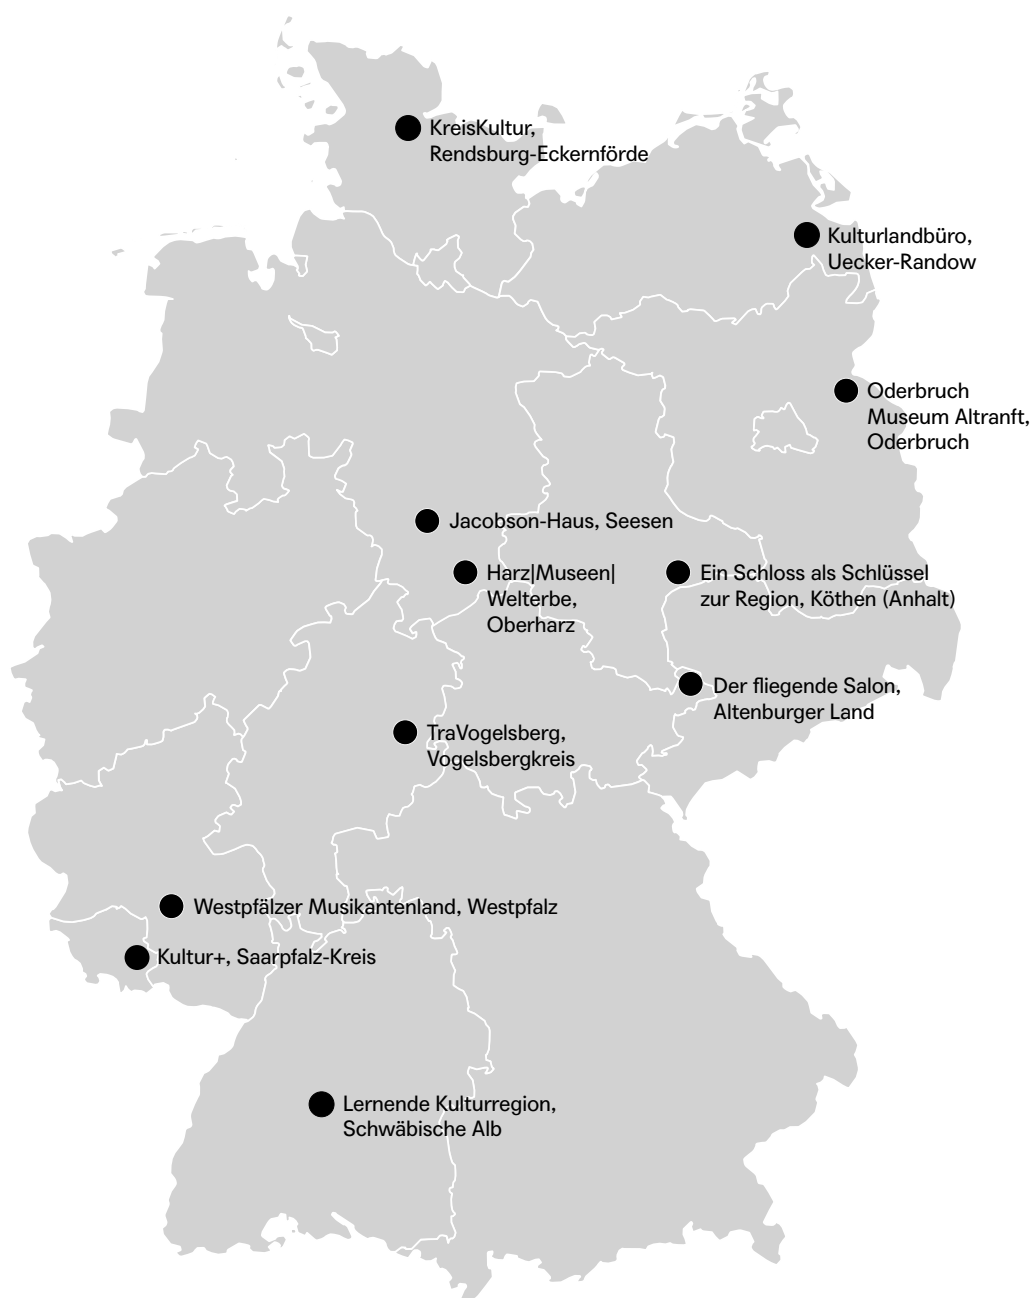 KreisKultur,
Rendsburg-Eckernförde
Kulturlandbüro,
Uecker-Randow
Oderbruch
Museum Altranft,
Oderbruch
Jacobson-Haus, Seesen
Harz|Museen|
Welterbe,
Oberharz
Ein Schloss als Schlüssel
zur Region, Köthen (Anhalt)
Der fliegende Salon,
Altenburger Land
TraVogelsberg,
Vogelsbergkreis
Westpfälzer Musikantenland, Westpfalz
Kultur+, Saarpfalz-Kreis
Lernende Kulturregion,
Schwäbische Alb